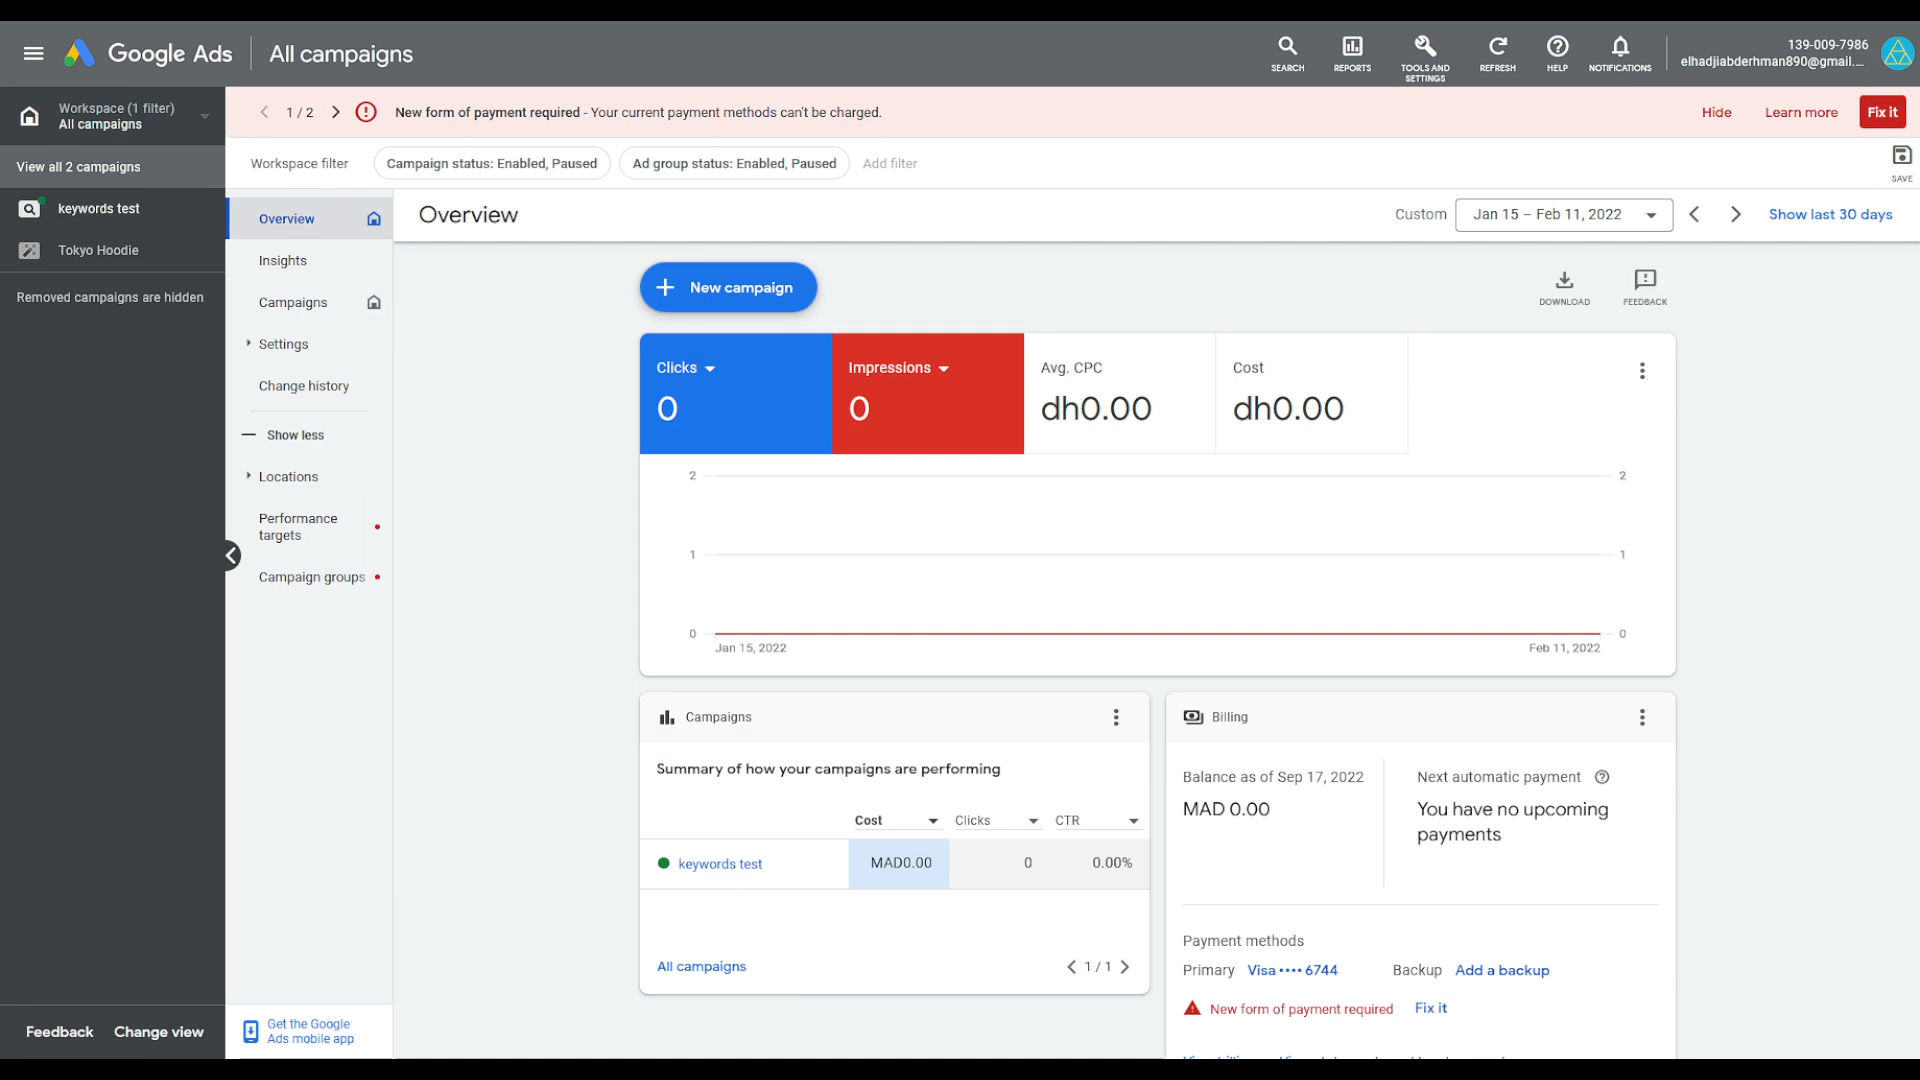 Google Ads
All campaigns
SEARCH
REPORTS
TOOLS AND
SETTINGS
REFRESH
HELP
NOTIFICATIONS
139-009-7986
elhadjiabderhman890@gmail....
Workspace (1 filter)
All campaigns
1 / 2
New form of payment required - Your current payment methods can't be charged.
Hide
Learn more
Fix it
View all 2 campaigns
Workspace filter
Campaign status: Enabled, Paused
Ad group status: Enabled, Paused
Add filter
SAVE
keywords test
Tokyo Hoodie
Removed campaigns are hidden
Overview
Insights
Campaigns
Settings
Change history
Show less
Locations
Performance
targets
Campaign groups
Overview
Custom
Jan 15 – Feb 11, 2022
Show last 30 days
New campaign
DOWNLOAD
FEEDBACK
Clicks
0
Impressions
0
Avg. CPC
dh0.00
Cost
dh0.00
2
2
1
1
0
0
Jan 15, 2022
Feb 11, 2022
Campaigns
Summary of how your campaigns are performing
Cost
Clicks
CTR
keywords test
MAD0.00
0
0.00%
All campaigns
1 / 1
Billing
Balance as of Sep 17, 2022
MAD 0.00
Next automatic payment
You have no upcoming
payments
Payment methods
Primary Visa •••• 6744
Backup Add a backup
New form of payment required
Fix it
Feedback
Change view
Get the Google
Ads mobile app